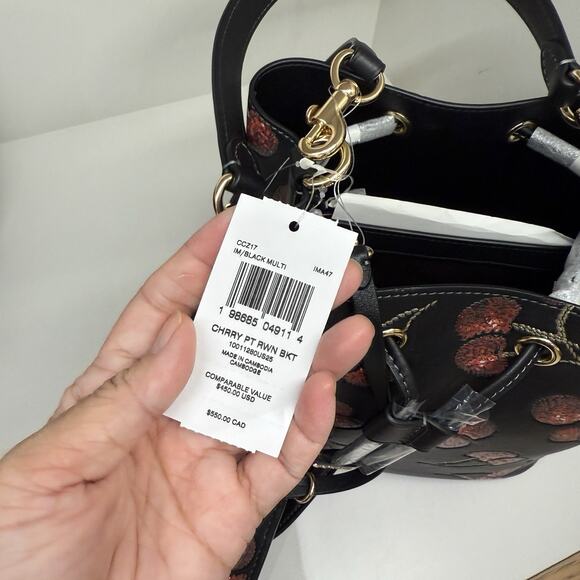 CCZ17
IM/BLACK MULTI IMA47
1 98685 04911 4
CHRRY PT RWN BKT
10011280US25
MADE IN CAMBODIA
CAMBODGE
COMPARABLE VALUE
$450.00 USD
$550.00 CAD